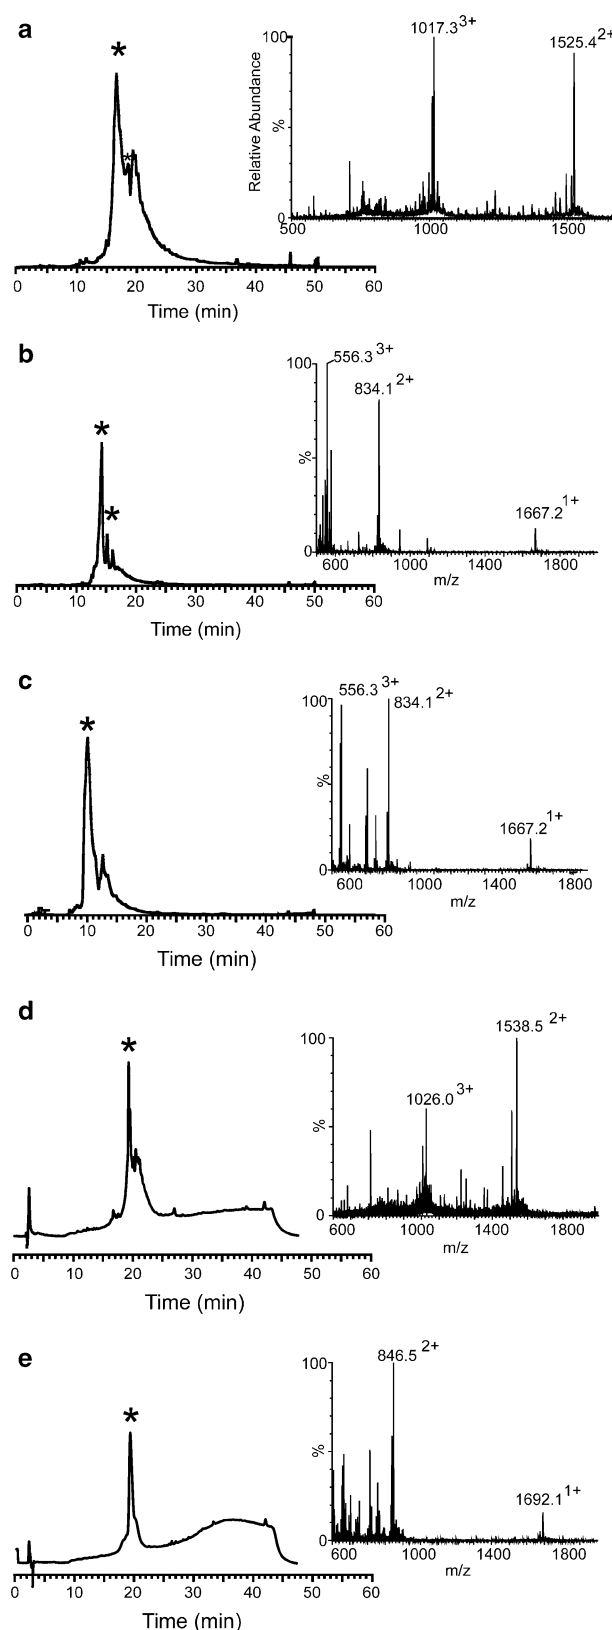 a
*
*
Relative Abundance
%
100
0
1017.3 3+
1525.4 2+
500 1000 1500
0 10 20 30 40 50 60
Time (min)
b
*
*
100
%
0
556.3 3+
834.1 2+
1667.2 1+
600 1000 1400 1800
m/z
0 10 20 30 40 50 60
Time (min)
c
*
100
%
0
556.3 3+
834.1 2+
1667.2 1+
600 1000 1400 1800
m/z
0 10 20 30 40 50 60
Time (min)
d
*
100
%
0
1026.0 3+
1538.5 2+
600 1000 1400 1800
m/z
0 10 20 30 40 50 60
Time (min)
e
*
100
%
0
846.5 2+
1692.1 1+
600 1000 1400 1800
m/z
0 10 20 30 40 50 60
Time (min)